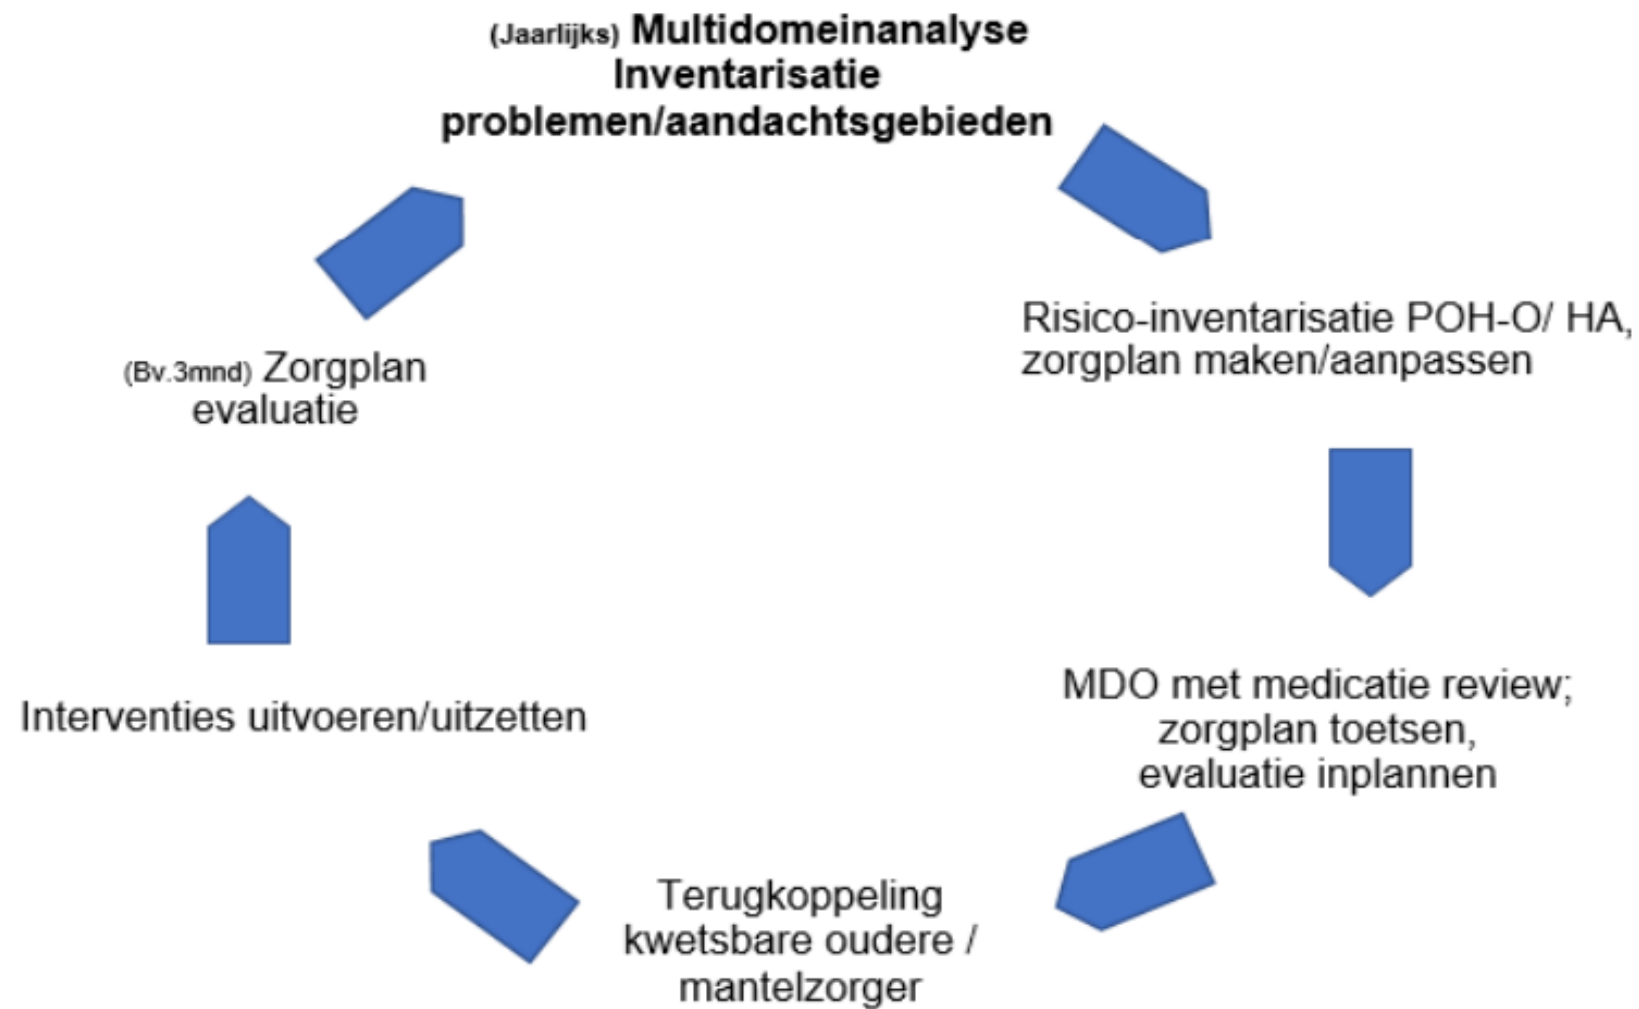 (Jaarlijks) Multidomeinanalyse
Inventarisatie
problemen/aandachtsgebieden
Risico-inventarisatie POH-O/ HA,
zorgplan maken/aanpassen
MDO met medicatie review;
zorgplan toetsen,
evaluatie inplannen
Terugkoppeling
kwetsbare oudere /
mantelzorger
Interventies uitvoeren/uitzetten
(Bv.3mnd) Zorgplan
evaluatie